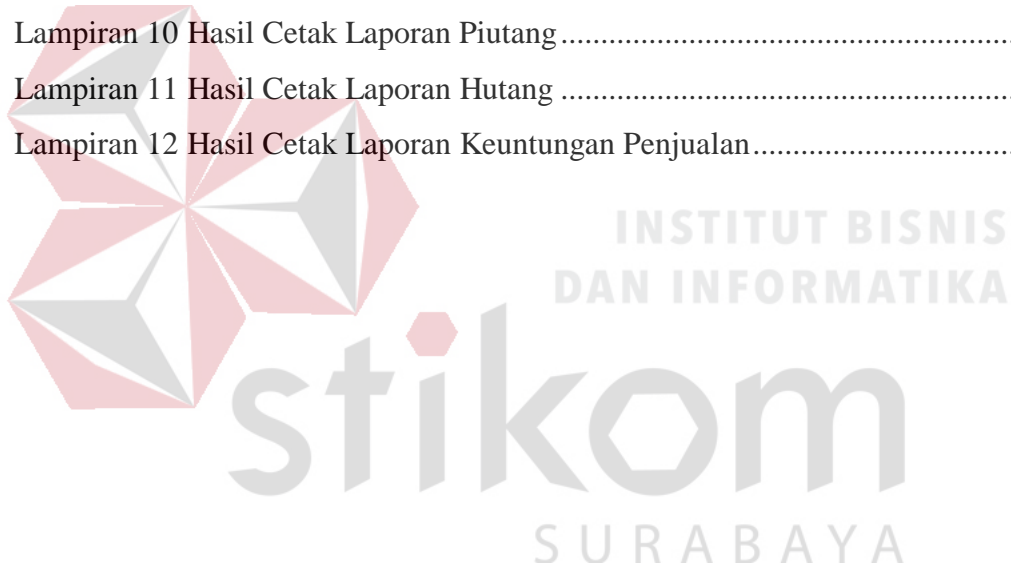 Lampiran 10 Hasil Cetak Laporan Piutang ..........................................................
Lampiran 11 Hasil Cetak Laporan Hutang ..........................................................
Lampiran 12 Hasil Cetak Laporan Keuntungan Penjualan .................................
INSTITUT BISNIS
DAN INFORMATIKA
stikom
SURABAYA